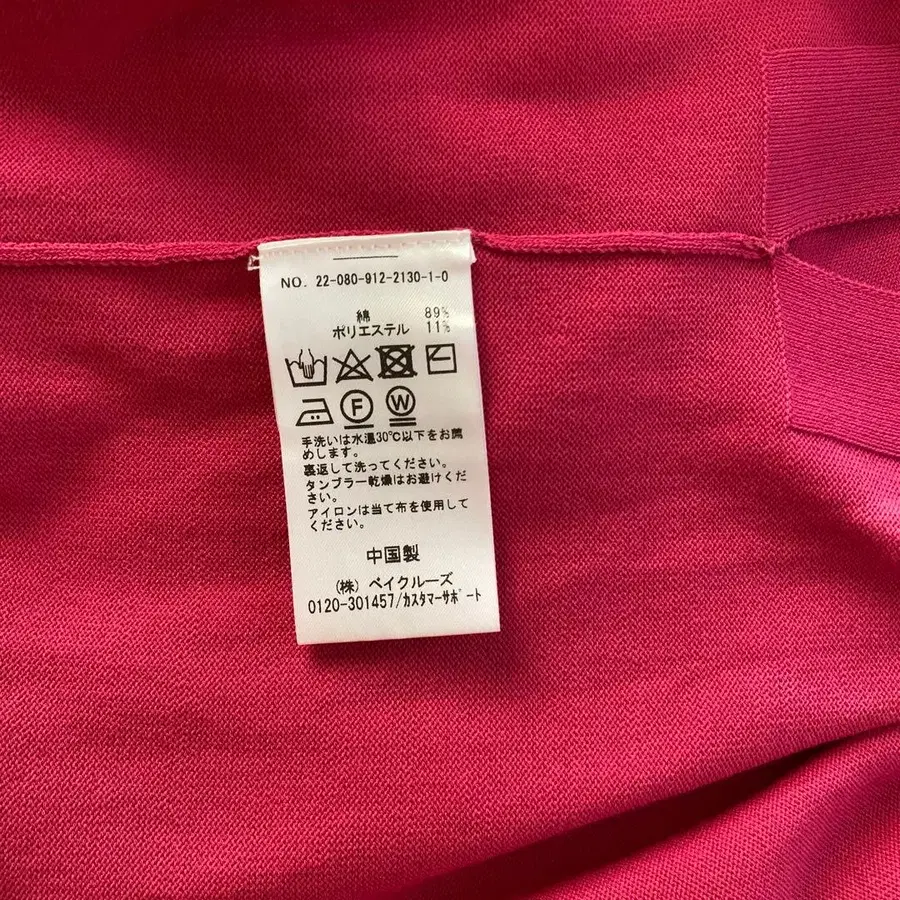 NO. 22-080-912-2130-1-0
綿 89%
ポリエステル 11%
F W
手洗いは水温30℃以下をお薦
めします。
裏返して洗ってください。
タンブラー乾燥はお避けくだ
さい。
アイロンは当て布を使用して
ください。
中国製
(株) ベイクルーズ
0120-301457/カスタマーサポート